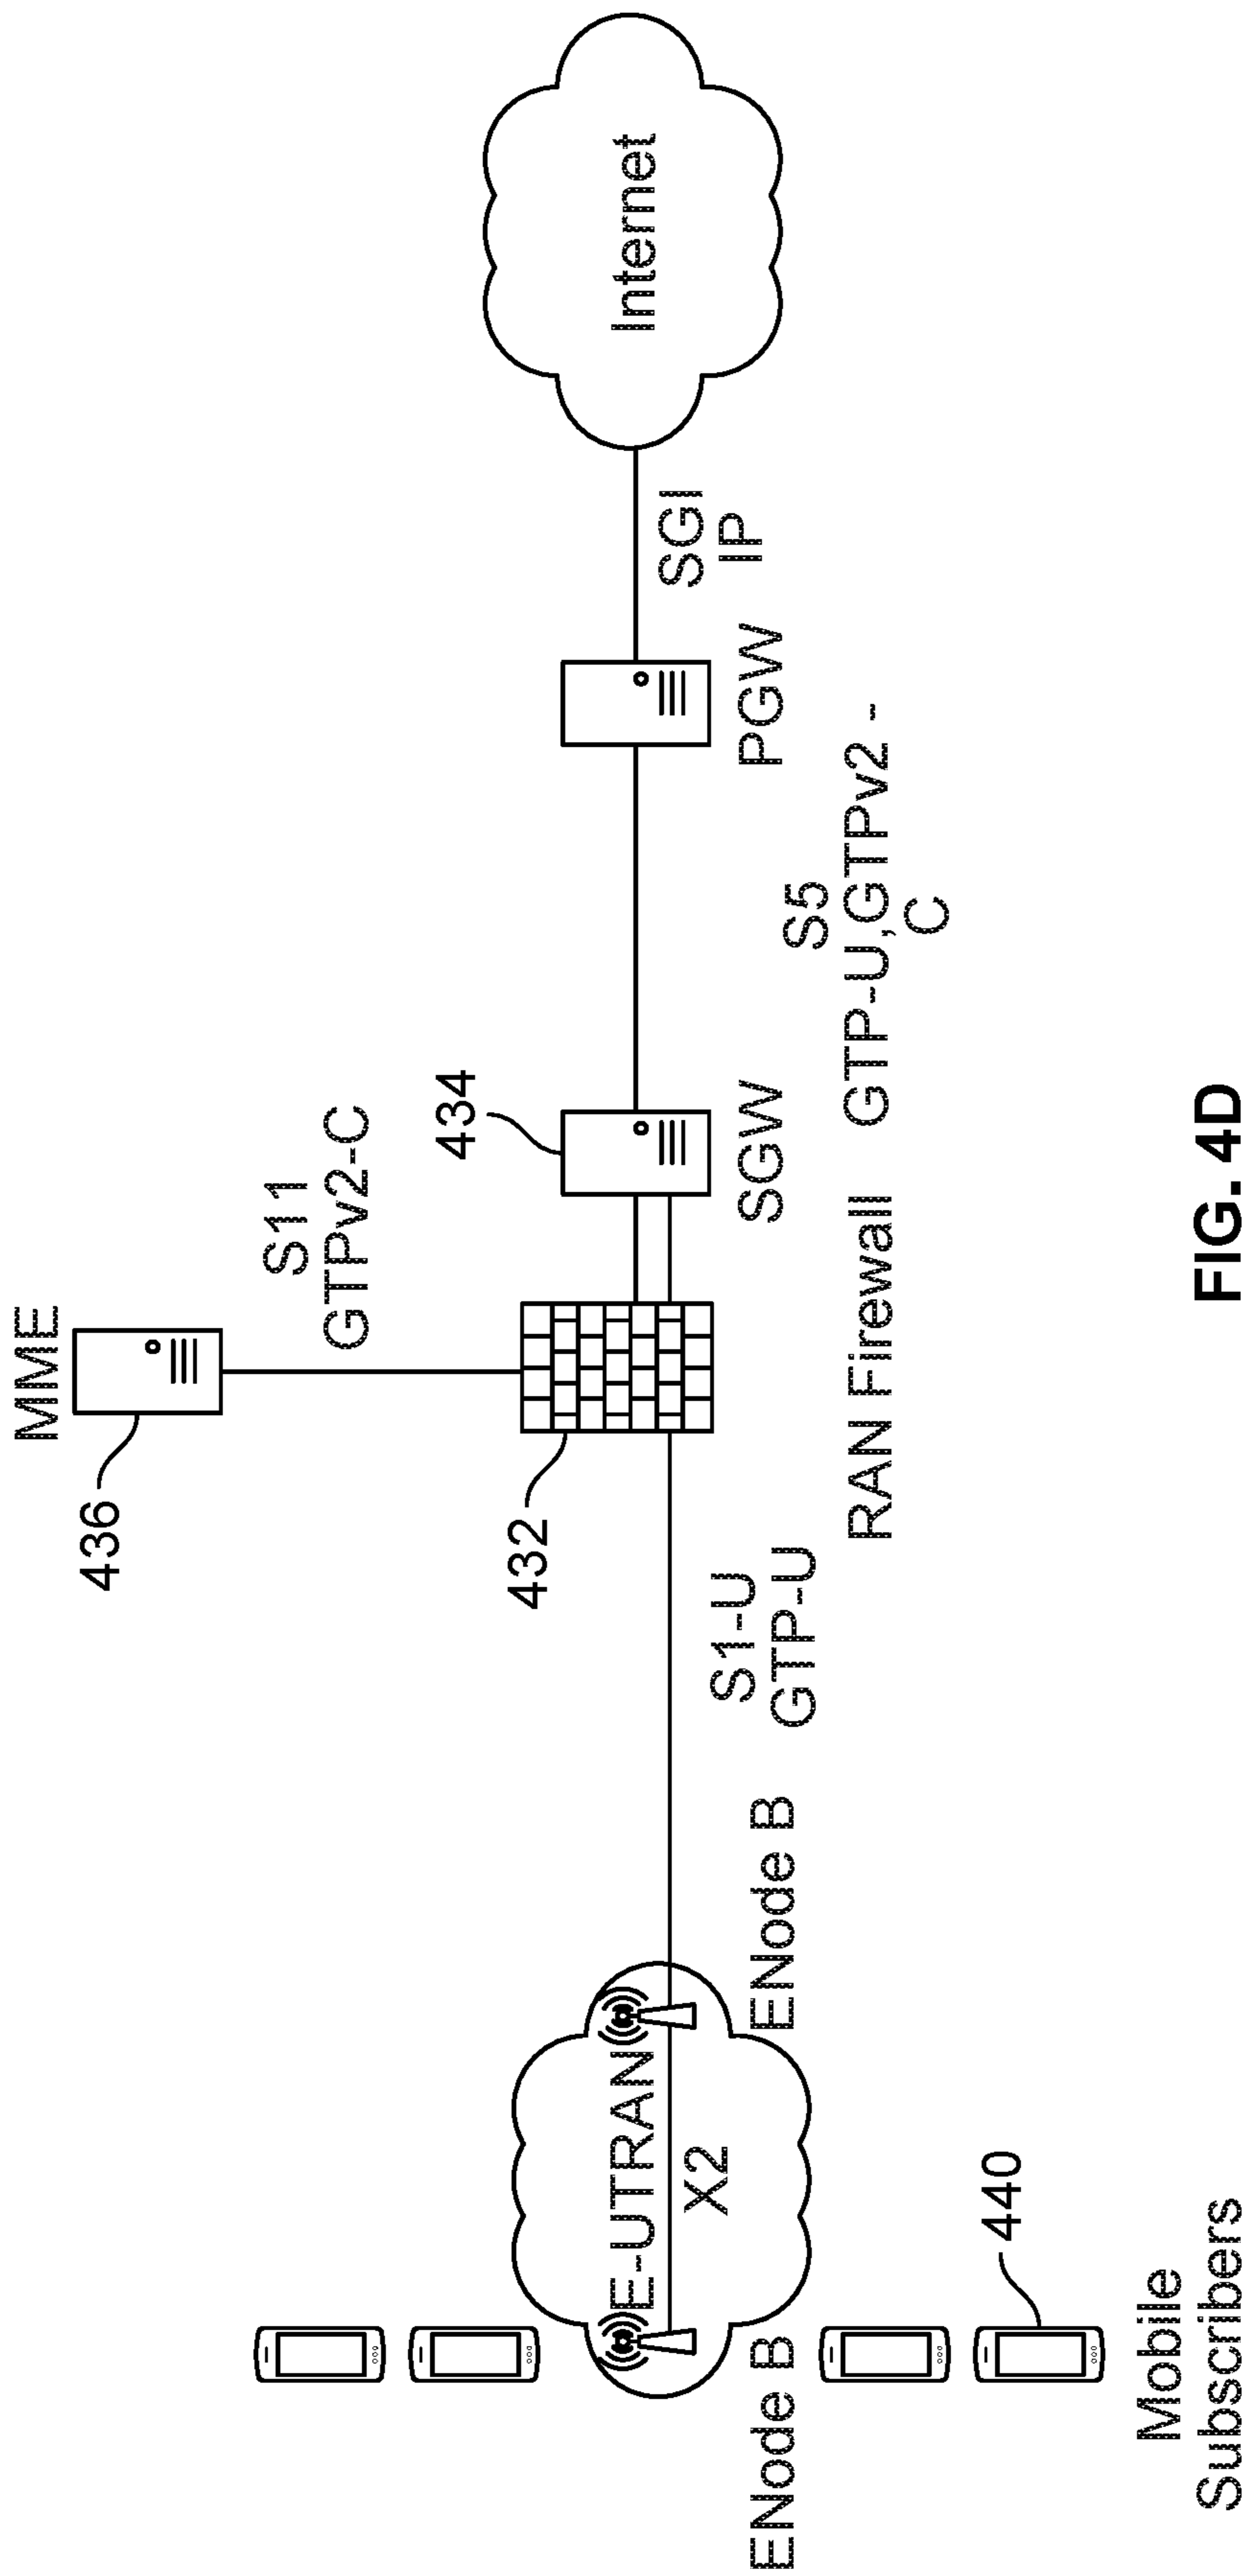 MME
436
S11
GTPv2-C
434
432
E-UTRAN
X2
ENode B
ENode B
S1-U
GTP-U
RAN Firewall
SGW
S5
GTP-U,GTPv2 -
C
PGW
SGI
IP
Internet
440
Mobile
Subscribers
FIG. 4D